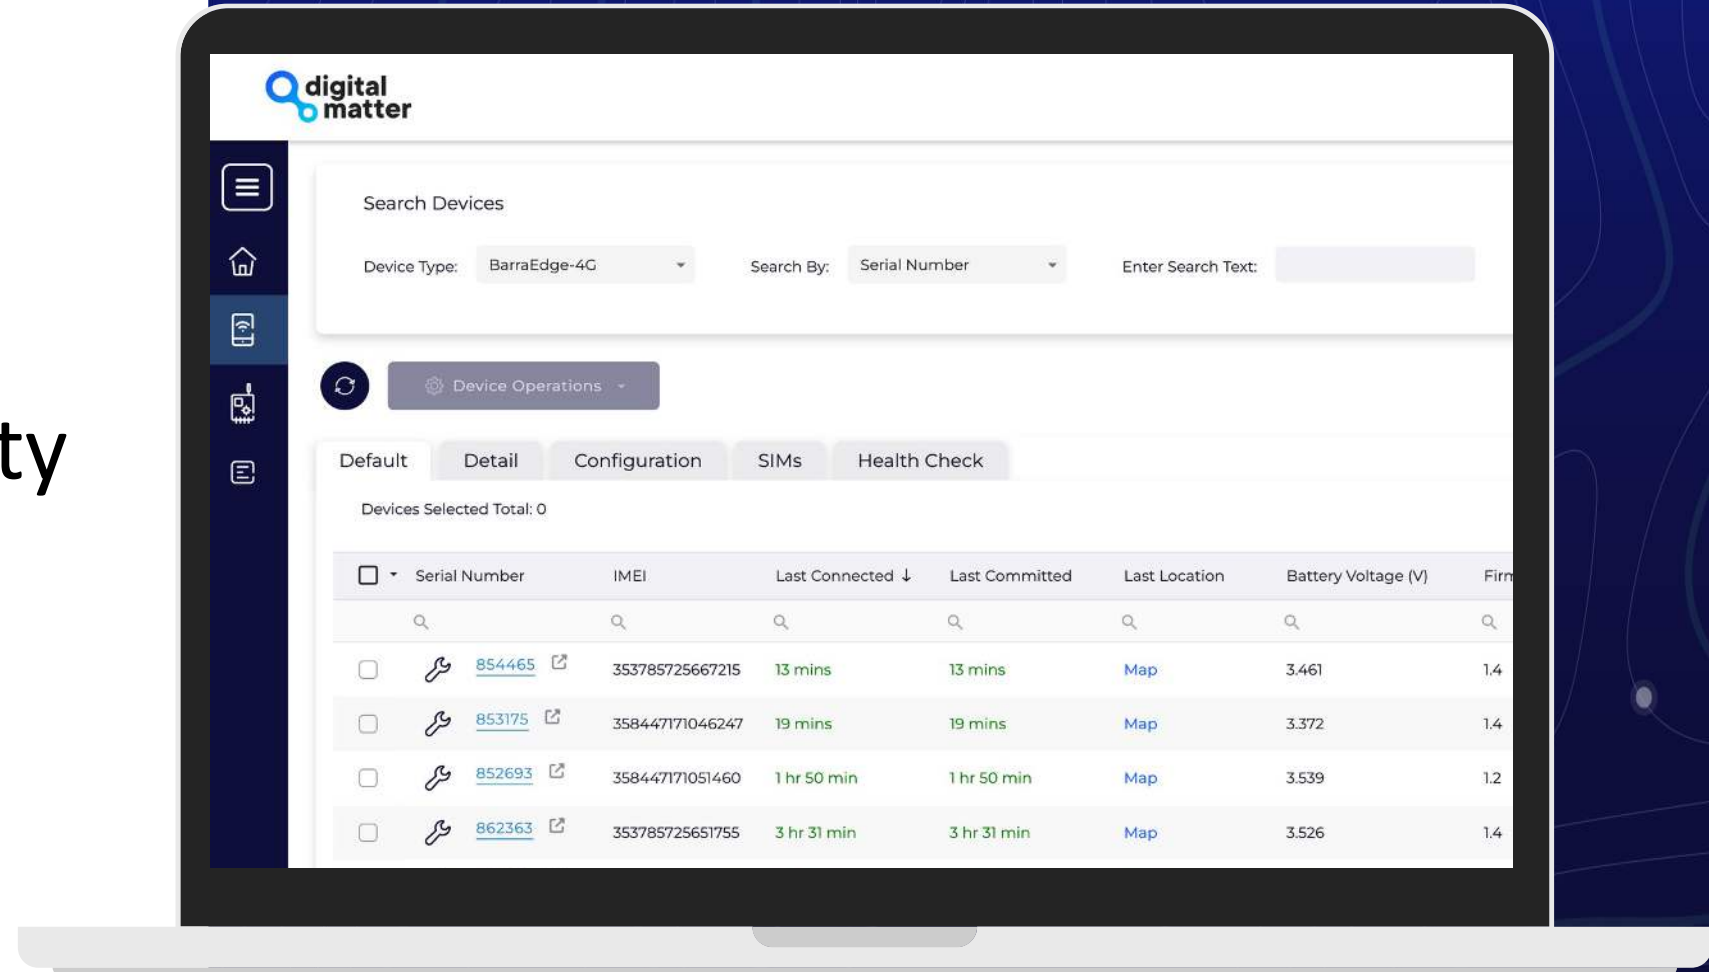 digital
matter
Search Devices
Device Type: BarraEdge-4G Search By: Serial Number Enter Search Text:
Device Operations
ty
Default Detail Configuration SIMs Health Check
Devices Selected Total: 0
Serial Number IMEI Last Connected ↓ Last Committed Last Location Battery Voltage (V) Firm
854465 353785725667215 13 mins 13 mins Map 3.461 1.4
853175 358447171046247 19 mins 19 mins Map 3.372 1.4
852693 358447171051460 1 hr 50 min 1 hr 50 min Map 3.539 1.2
862363 353785725651755 3 hr 31 min 3 hr 31 min Map 3.526 1.4